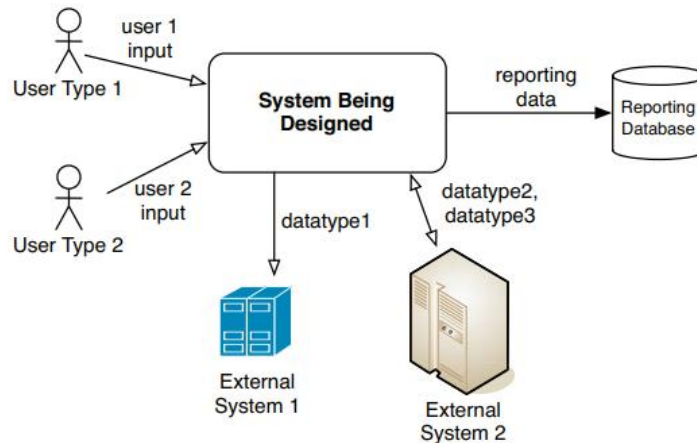 user 1
input
User Type 1
System Being
Designed
reporting
data
Reporting
Database
user 2
input
User Type 2
datatype1
datatype2,
datatype3
External
System 1
External
System 2